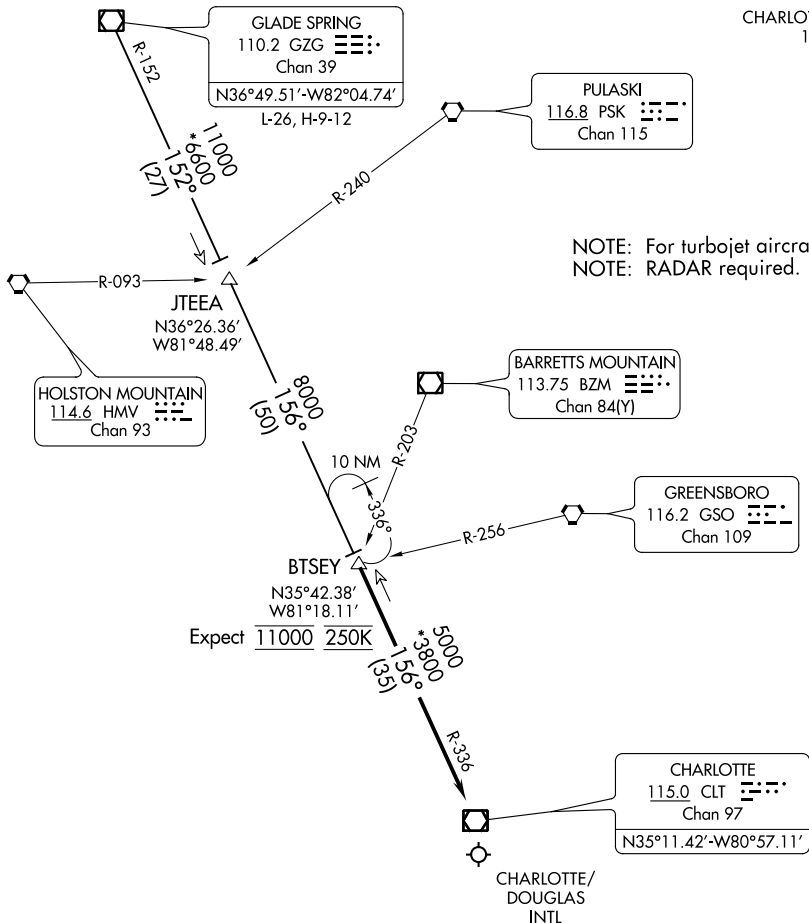 CHARLO
1
GLADE SPRING
110.2 GZG
Chan 39
N36°49.51′-W82°04.74′
L-26, H-9-12
R-152
PULASKI
116.8 PSK
Chan 115
11000
*6600
152°
(27)
R-240
NOTE: For turbojet aircra
NOTE: RADAR required.
R-093
JTEEA
N36°26.36′
W81°48.49′
HOLSTON MOUNTAIN
114.6 HMV
Chan 93
BARRETTS MOUNTAIN
113.75 BZM
Chan 84(Y)
8000
156°
(50)
R-203
10 NM
336°
GREENSBORO
116.2 GSO
Chan 109
R-256
BTSEY
N35°42.38′
W81°18.11′
Expect 11000 250K
5000
*3800
156°
(35)
R-336
CHARLOTTE
115.0 CLT
Chan 97
N35°11.42′-W80°57.11′
CHARLOTTE/
DOUGLAS
INTL